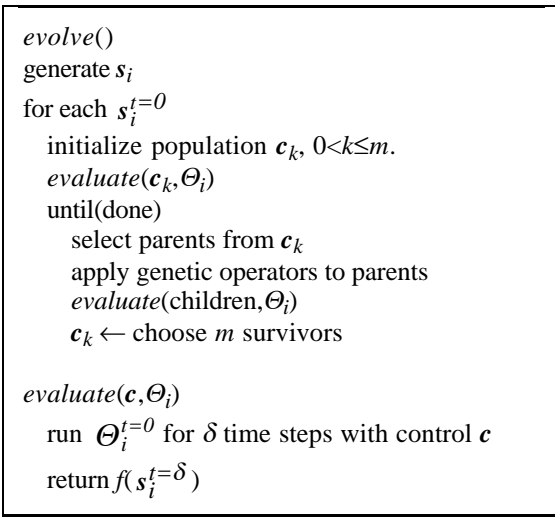 evolve()
generate s_i
for each s_i^{t=0}
initialize population c_k, 0<k≤m.
evaluate(c_k,Θ_i)
until(done)
select parents from c_k
apply genetic operators to parents
evaluate(children,Θ_i)
c_k ← choose m survivors
evaluate(c,Θ_i)
run Θ_i^{t=0} for δ time steps with control c
return f( s_i^{t=δ} )